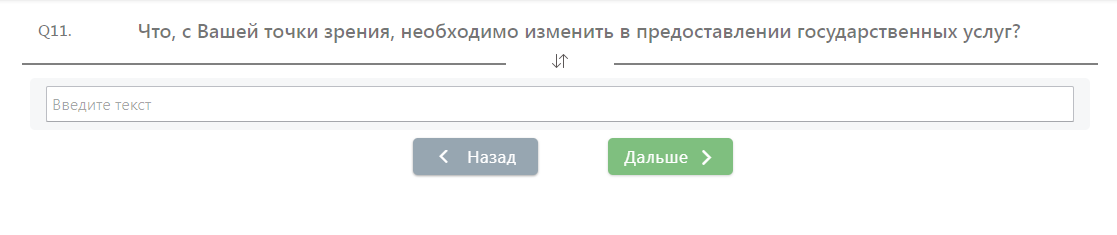 Q11. Что, с Вашей точки зрения, необходимо изменить в предоставлении государственных услуг?
Введите текст
Назад Дальше